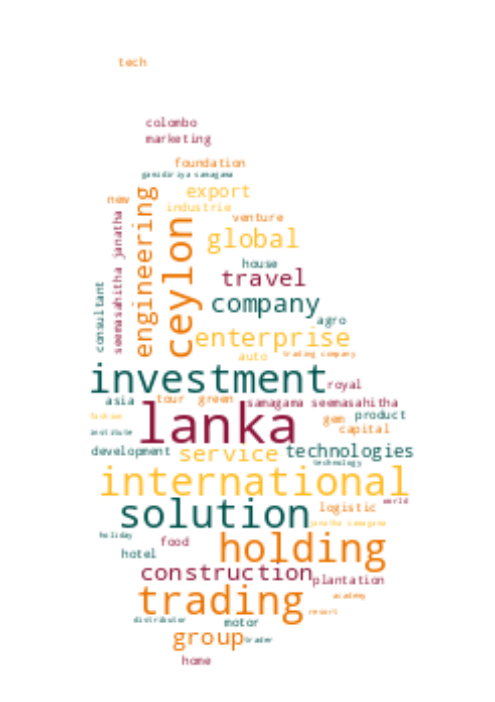 tech
colombo
marketing
foundation
gamidiriya samagama
export
new
industrie
venture
engineering
ceylon
global
seemasahitha janatha
house
travel
consultant
company
agro
enterprise
auto
trading company
investment
royal
asia
tour
green
samagama seemasahitha
lanka
fashion
gem
product
capital
institute
development
service
technologies
technology
international
world
solution
logistic
janatha samagama
holiday
food
hotel
holding
construction
plantation
trading
academy
resort
distributor
motor
group
trader
home